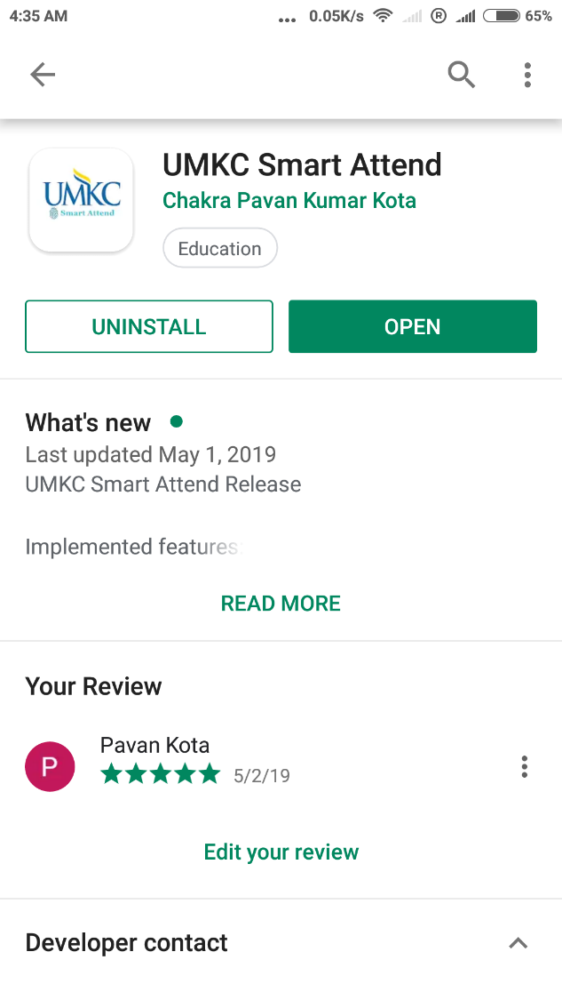 4:35 AM ... 0.05K/s R 65%
UMKC Smart Attend
UMKC
Smart Attend
Chakra Pavan Kumar Kota
Education
UNINSTALL OPEN
What's new
Last updated May 1, 2019
UMKC Smart Attend Release
Implemented features:
READ MORE
Your Review
P
Pavan Kota
5/2/19
Edit your review
Developer contact